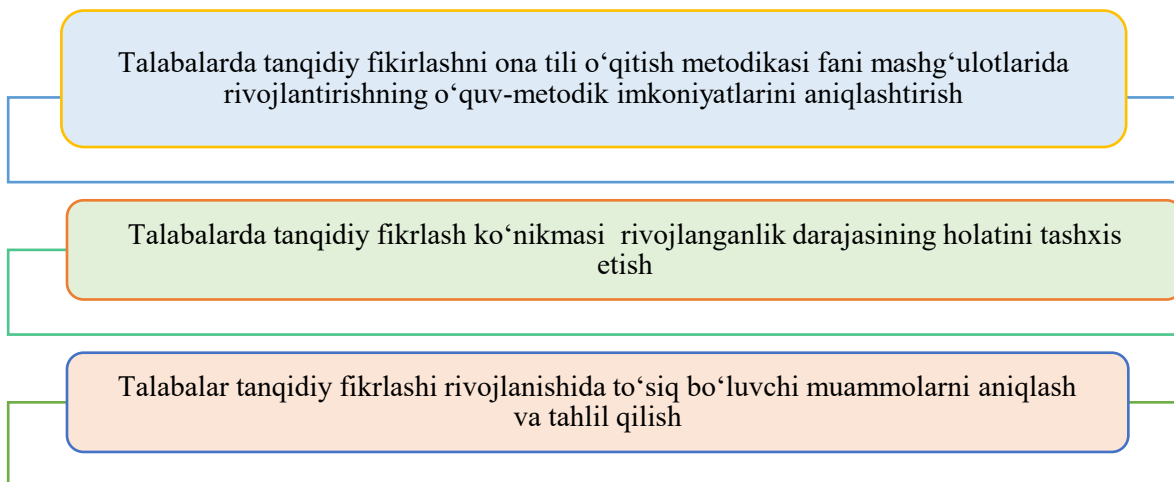 Talabalarda tanqidiy fikirlashni ona tili o‘qitish metodikasi fani mashg‘ulotlarida
rivojlantirishning o‘quv-metodik imkoniyatlarini aniqlashtirish
Talabalarda tanqidiy fikrlash ko‘nikmasi  rivojlanganlik darajasining holatini tashxis
etish
Talabalar tanqidiy fikrlashi rivojlanishida to‘siq bo‘luvchi muammolarni aniqlash
va tahlil qilish